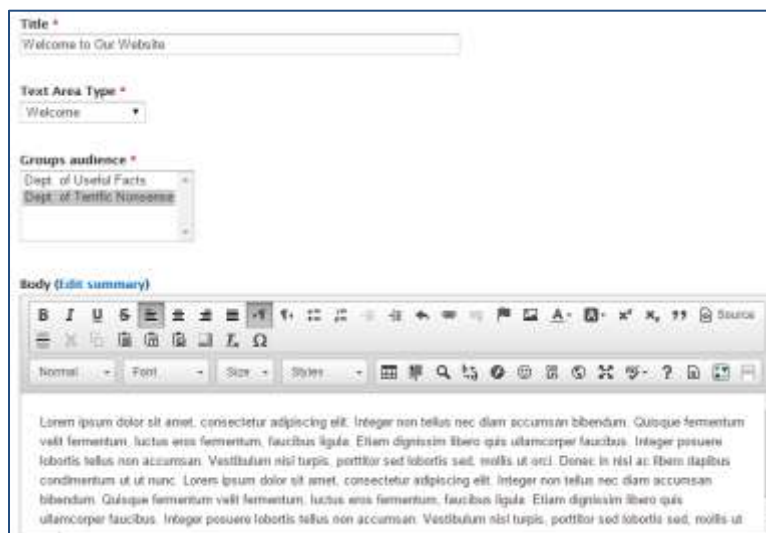 Title *
Welcome to Our Website
Text Area Type *
Welcome
Groups audience *
Dept. of Useful Facts
Dept. of Terrific Nonsense
Body (Edit summary)
B I U S Source
Normal Font Size Styles
Lorem ipsum dolor sit amet, consectetur adipiscing elit. Integer non tellus nec diam accumsan bibendum. Quisque fermentum
velit fermentum, luctus eros fermentum, faucibus ligula. Etiam dignissim libero quis ullamcorper faucibus. Integer posuere
lobortis tellus non accumsan. Vestibulum nisl turpis, porttitor sed lobortis sed, mollis ut orci. Donec in nisl ac libero dapibus
condimentum ut ut nunc. Lorem ipsum dolor sit amet, consectetur adipiscing elit. Integer non tellus nec diam accumsan
bibendum. Quisque fermentum velit fermentum, luctus eros fermentum, faucibus ligula. Etiam dignissim libero quis
ullamcorper faucibus. Integer posuere lobortis tellus non accumsan. Vestibulum nisl turpis, porttitor sed lobortis sed, mollis ut